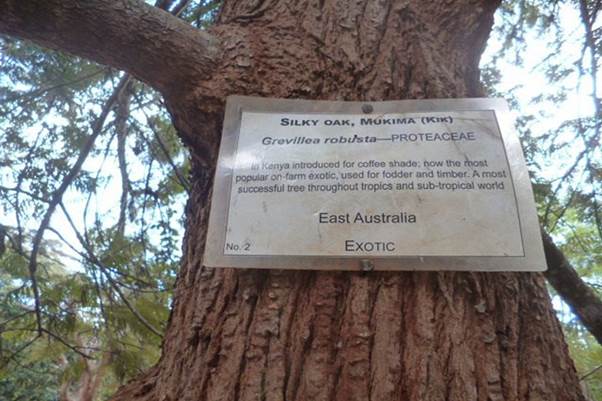 SILKY OAK, MUKIMA (KIK)
Grevillea robusta—PROTEACEAE
In Kenya introduced for coffee shade; now the most
popular on-farm exotic, used for fodder and timber. A most
successful tree throughout tropics and sub-tropical world
East Australia
No. 2 EXOTIC